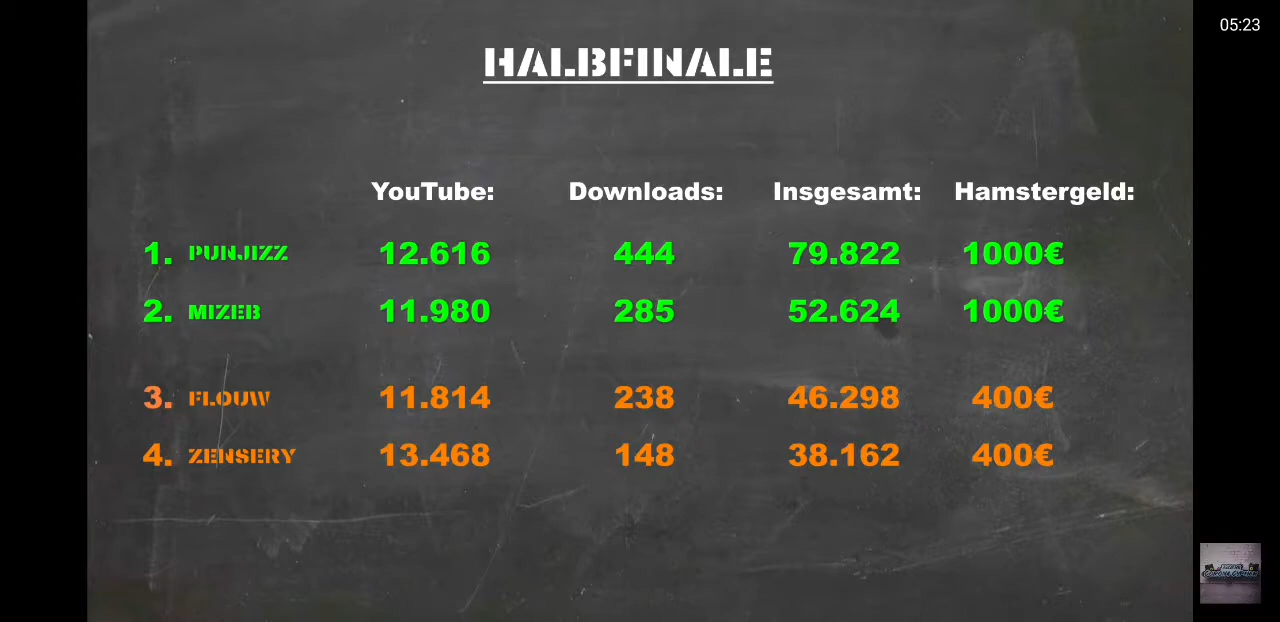 05:23
HALBFINALE
YouTube: Downloads: Insgesamt: Hamstergeld:
1. PUNJIZZ 12.616 444 79.822 1000€
2. MIZEB 11.980 285 52.624 1000€
3. FLOUW 11.814 238 46.298 400€
4. ZENSERY 13.468 148 38.162 400€